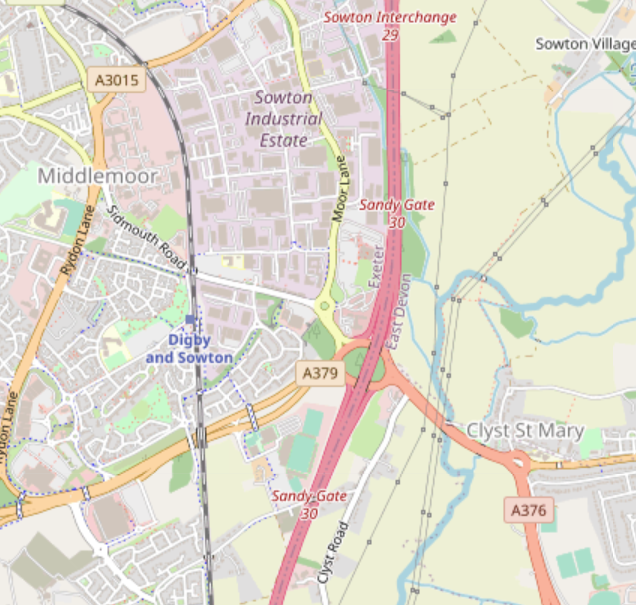 Sowton Interchange
29
Sowton Village
A3015
Sowton
Industrial
Estate
Middlemoor
Moor Lane
Sandy Gate
30
Sidmouth Road
Rydon Lane
Exeter
East Devon
Digby
and Sowton
A379
Rydon Lane
Clyst St Mary
Sandy Gate
30
A376
Clyst Road